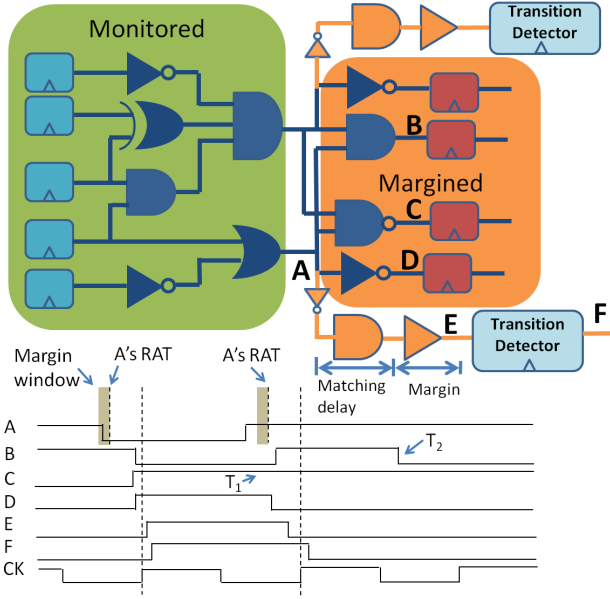 Monitored
Transition
Detector
B
Margined
C
A
D
E
F
Transition
Detector
Matching
delay
Margin
Margin
window
A's RAT
A's RAT
A
B
T2
C
T1
D
E
F
CK